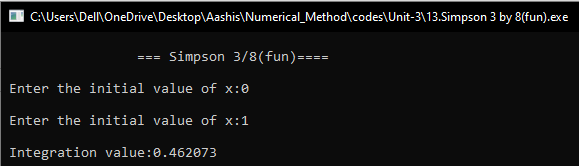 C:\Users\Dell\OneDrive\Desktop\Aashis\Numerical_Method\codes\Unit-3\13.Simpson 3 by 8(fun).exe
=== Simpson 3/8(fun)====
Enter the initial value of x:0
Enter the initial value of x:1
Integration value:0.462073